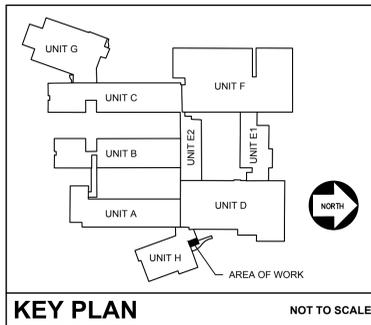 UNIT G
UNIT F
UNIT C
UNIT E2
UNIT E1
UNIT B
UNIT A
UNIT D
NORTH
UNIT H
AREA OF WORK
KEY PLAN
NOT TO SCALE